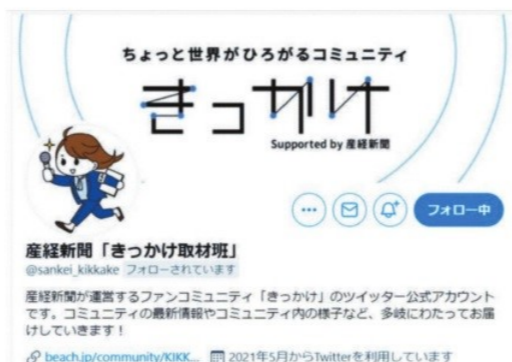 ちょっと世界がひろがるコミュニティ
きっかけ
Supported by 産経新聞
フォロー中
産経新聞「きっかけ取材班」
@sankei_kikkake フォローされています
産経新聞が運営するファンコミュニティ「きっかけ」のツイッター公式アカウント
です。コミュニティの最新情報やコミュニティ内の様子など、多岐にわたってお届
けしていきます!
beach.jp/community/KIKK... 2021年5月からTwitterを利用しています